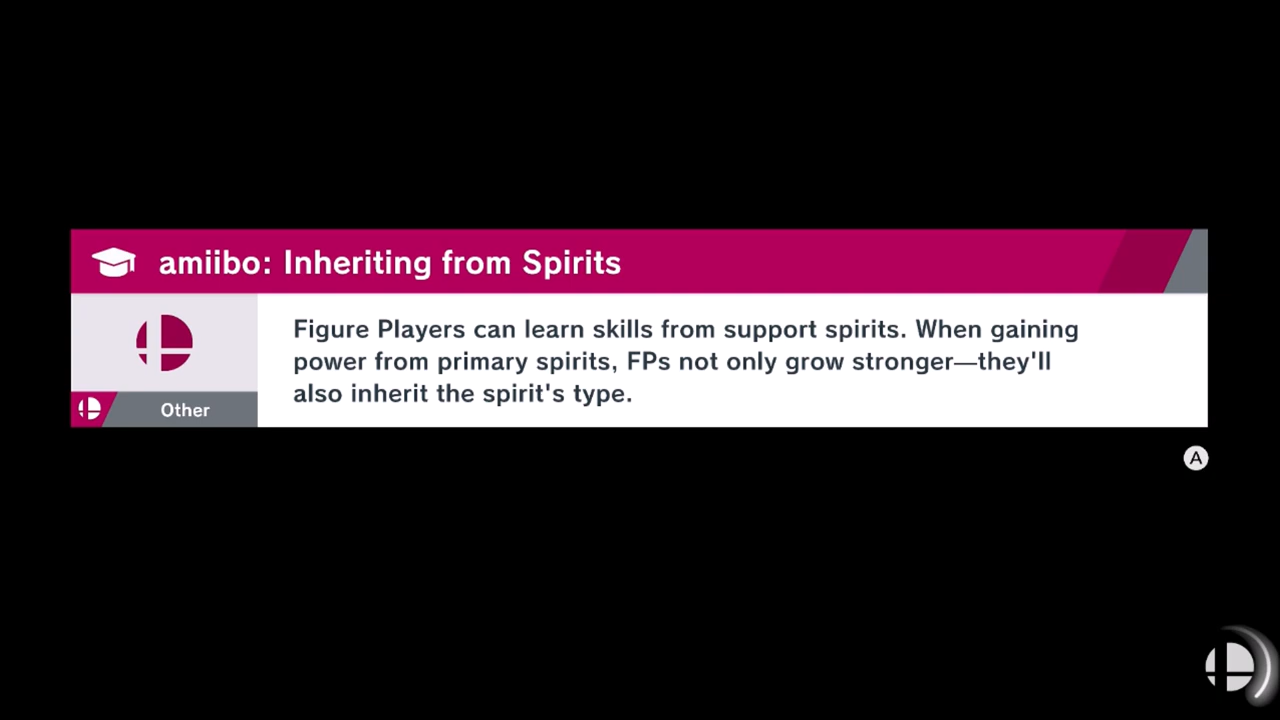 amiibo: Inheriting from Spirits
Figure Players can learn skills from support spirits. When gaining
power from primary spirits, FPs not only grow stronger—they'll
also inherit the spirit's type.
Other
A